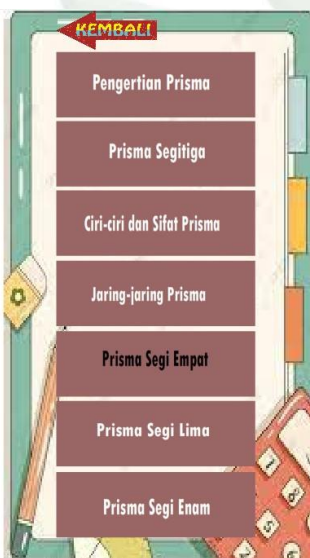 KEMBALI
Pengertian Prisma
Prisma Segitiga
Ciri-ciri dan Sifat Prisma
Jaring-jaring Prisma
Prisma Segi Empat
Prisma Segi Lima
Prisma Segi Enam